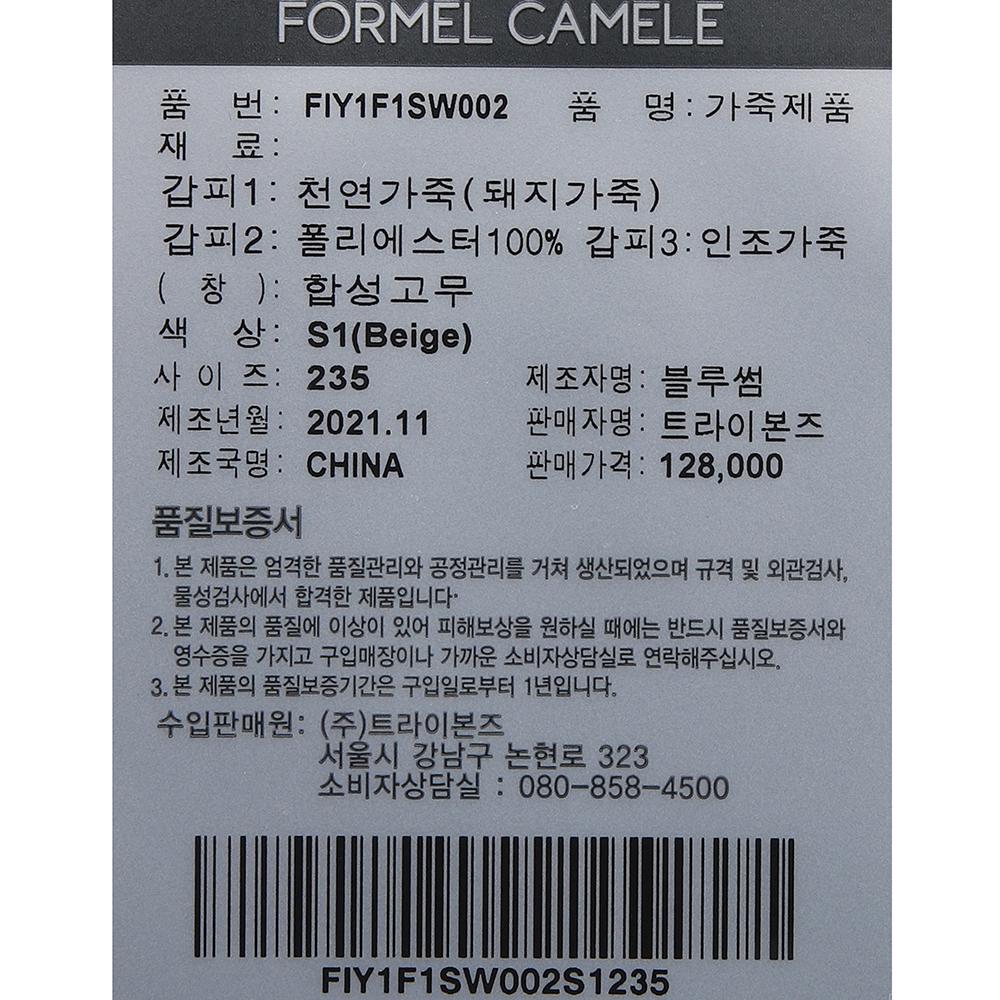 FORMEL CAMELE
품 번: FIY1F1SW002 품 명: 가죽제품
재 료:
갑피1: 천연가죽(돼지가죽)
갑피2: 폴리에스터100% 갑피3:인조가죽
( 창 ): 합성고무
색 상: S1(Beige)
사 이 즈: 235 제조자명: 블루썸
제조년월: 2021.11 판매자명: 트라이본즈
제조국명: CHINA 판매가격: 128,000
품질보증서
1. 본 제품은 엄격한 품질관리와 공정관리를 거쳐 생산되었으며 규격 및 외관검사,
물성검사에서 합격한 제품입니다·
2. 본 제품의 품질에 이상이 있어 피해보상을 원하실 때에는 반드시 품질보증서와
영수증을 가지고 구입매장이나 가까운 소비자상담실로 연락해주십시오.
3. 본 제품의 품질보증기간은 구입일로부터 1년입니다.
수입판매원: (주)트라이본즈
서울시 강남구 논현로 323
소비자상담실 : 080-858-4500
FIY1F1SW002S1235